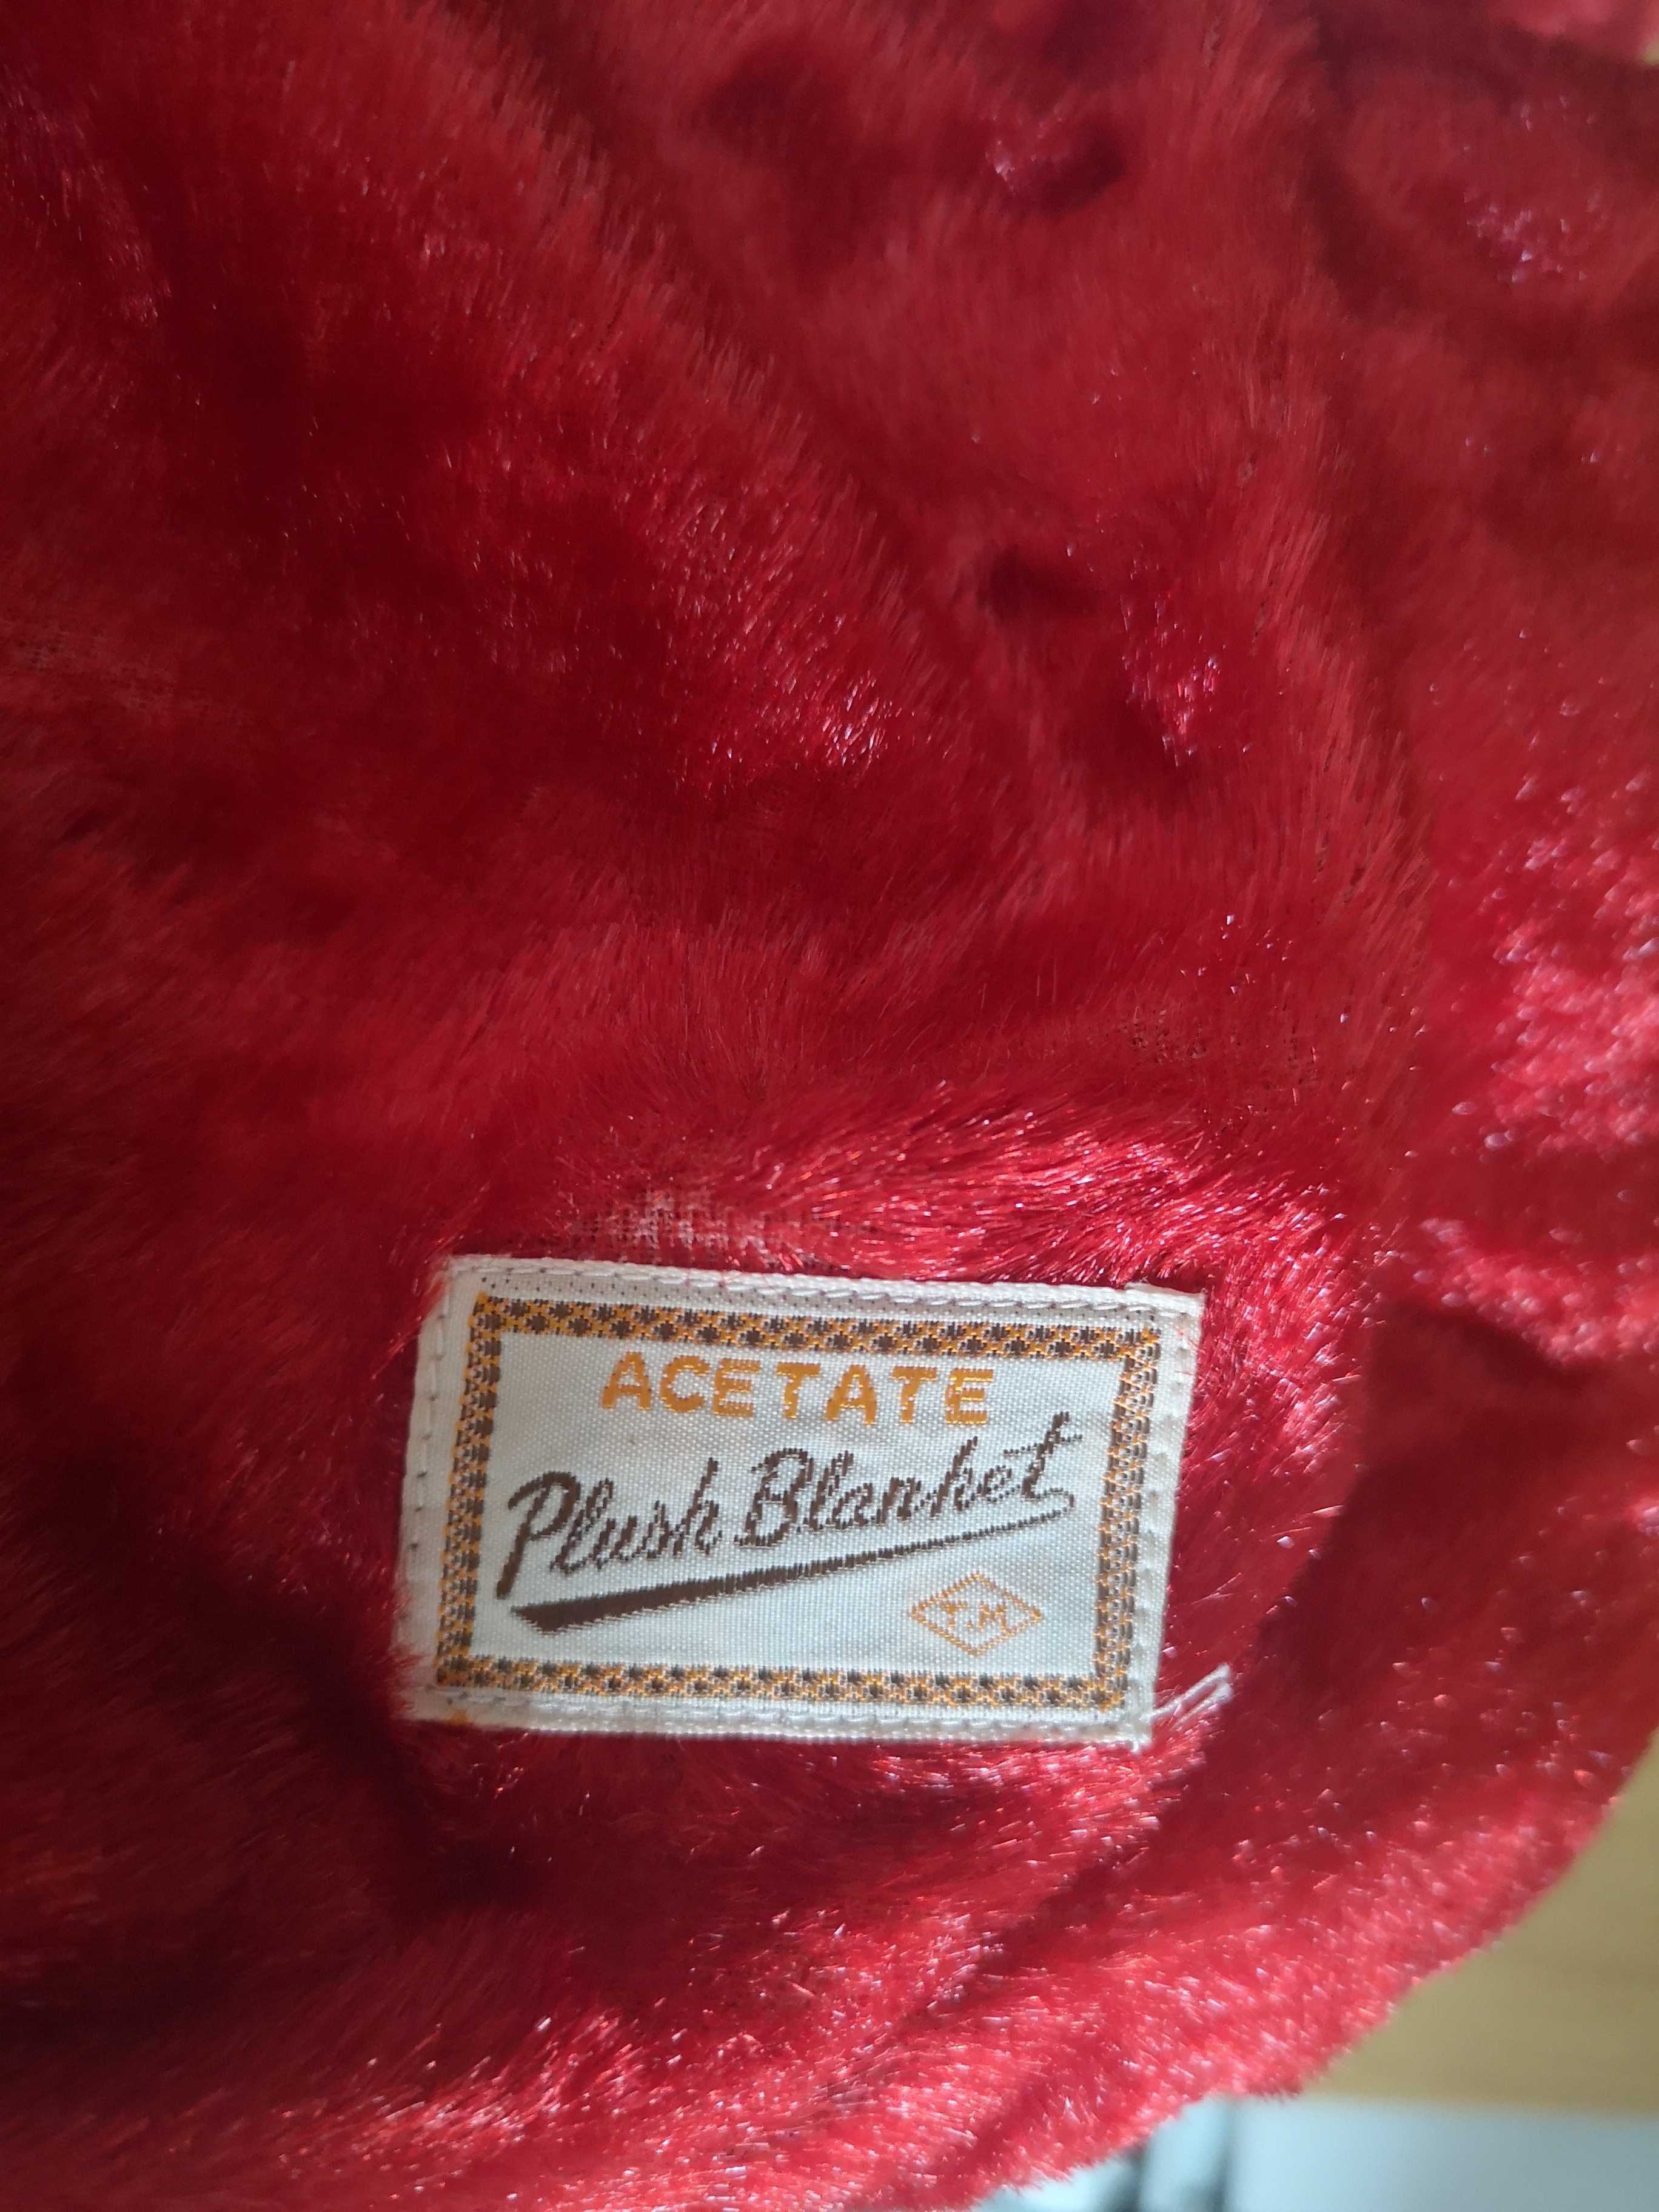 ACETATE
Plush Blanket
T.M.